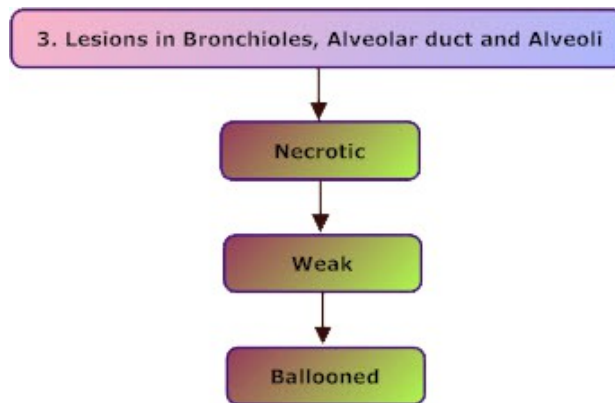 3. Lesions in Bronchioles, Alveolar duct and Alveoli
Necrotic
Weak
Ballooned